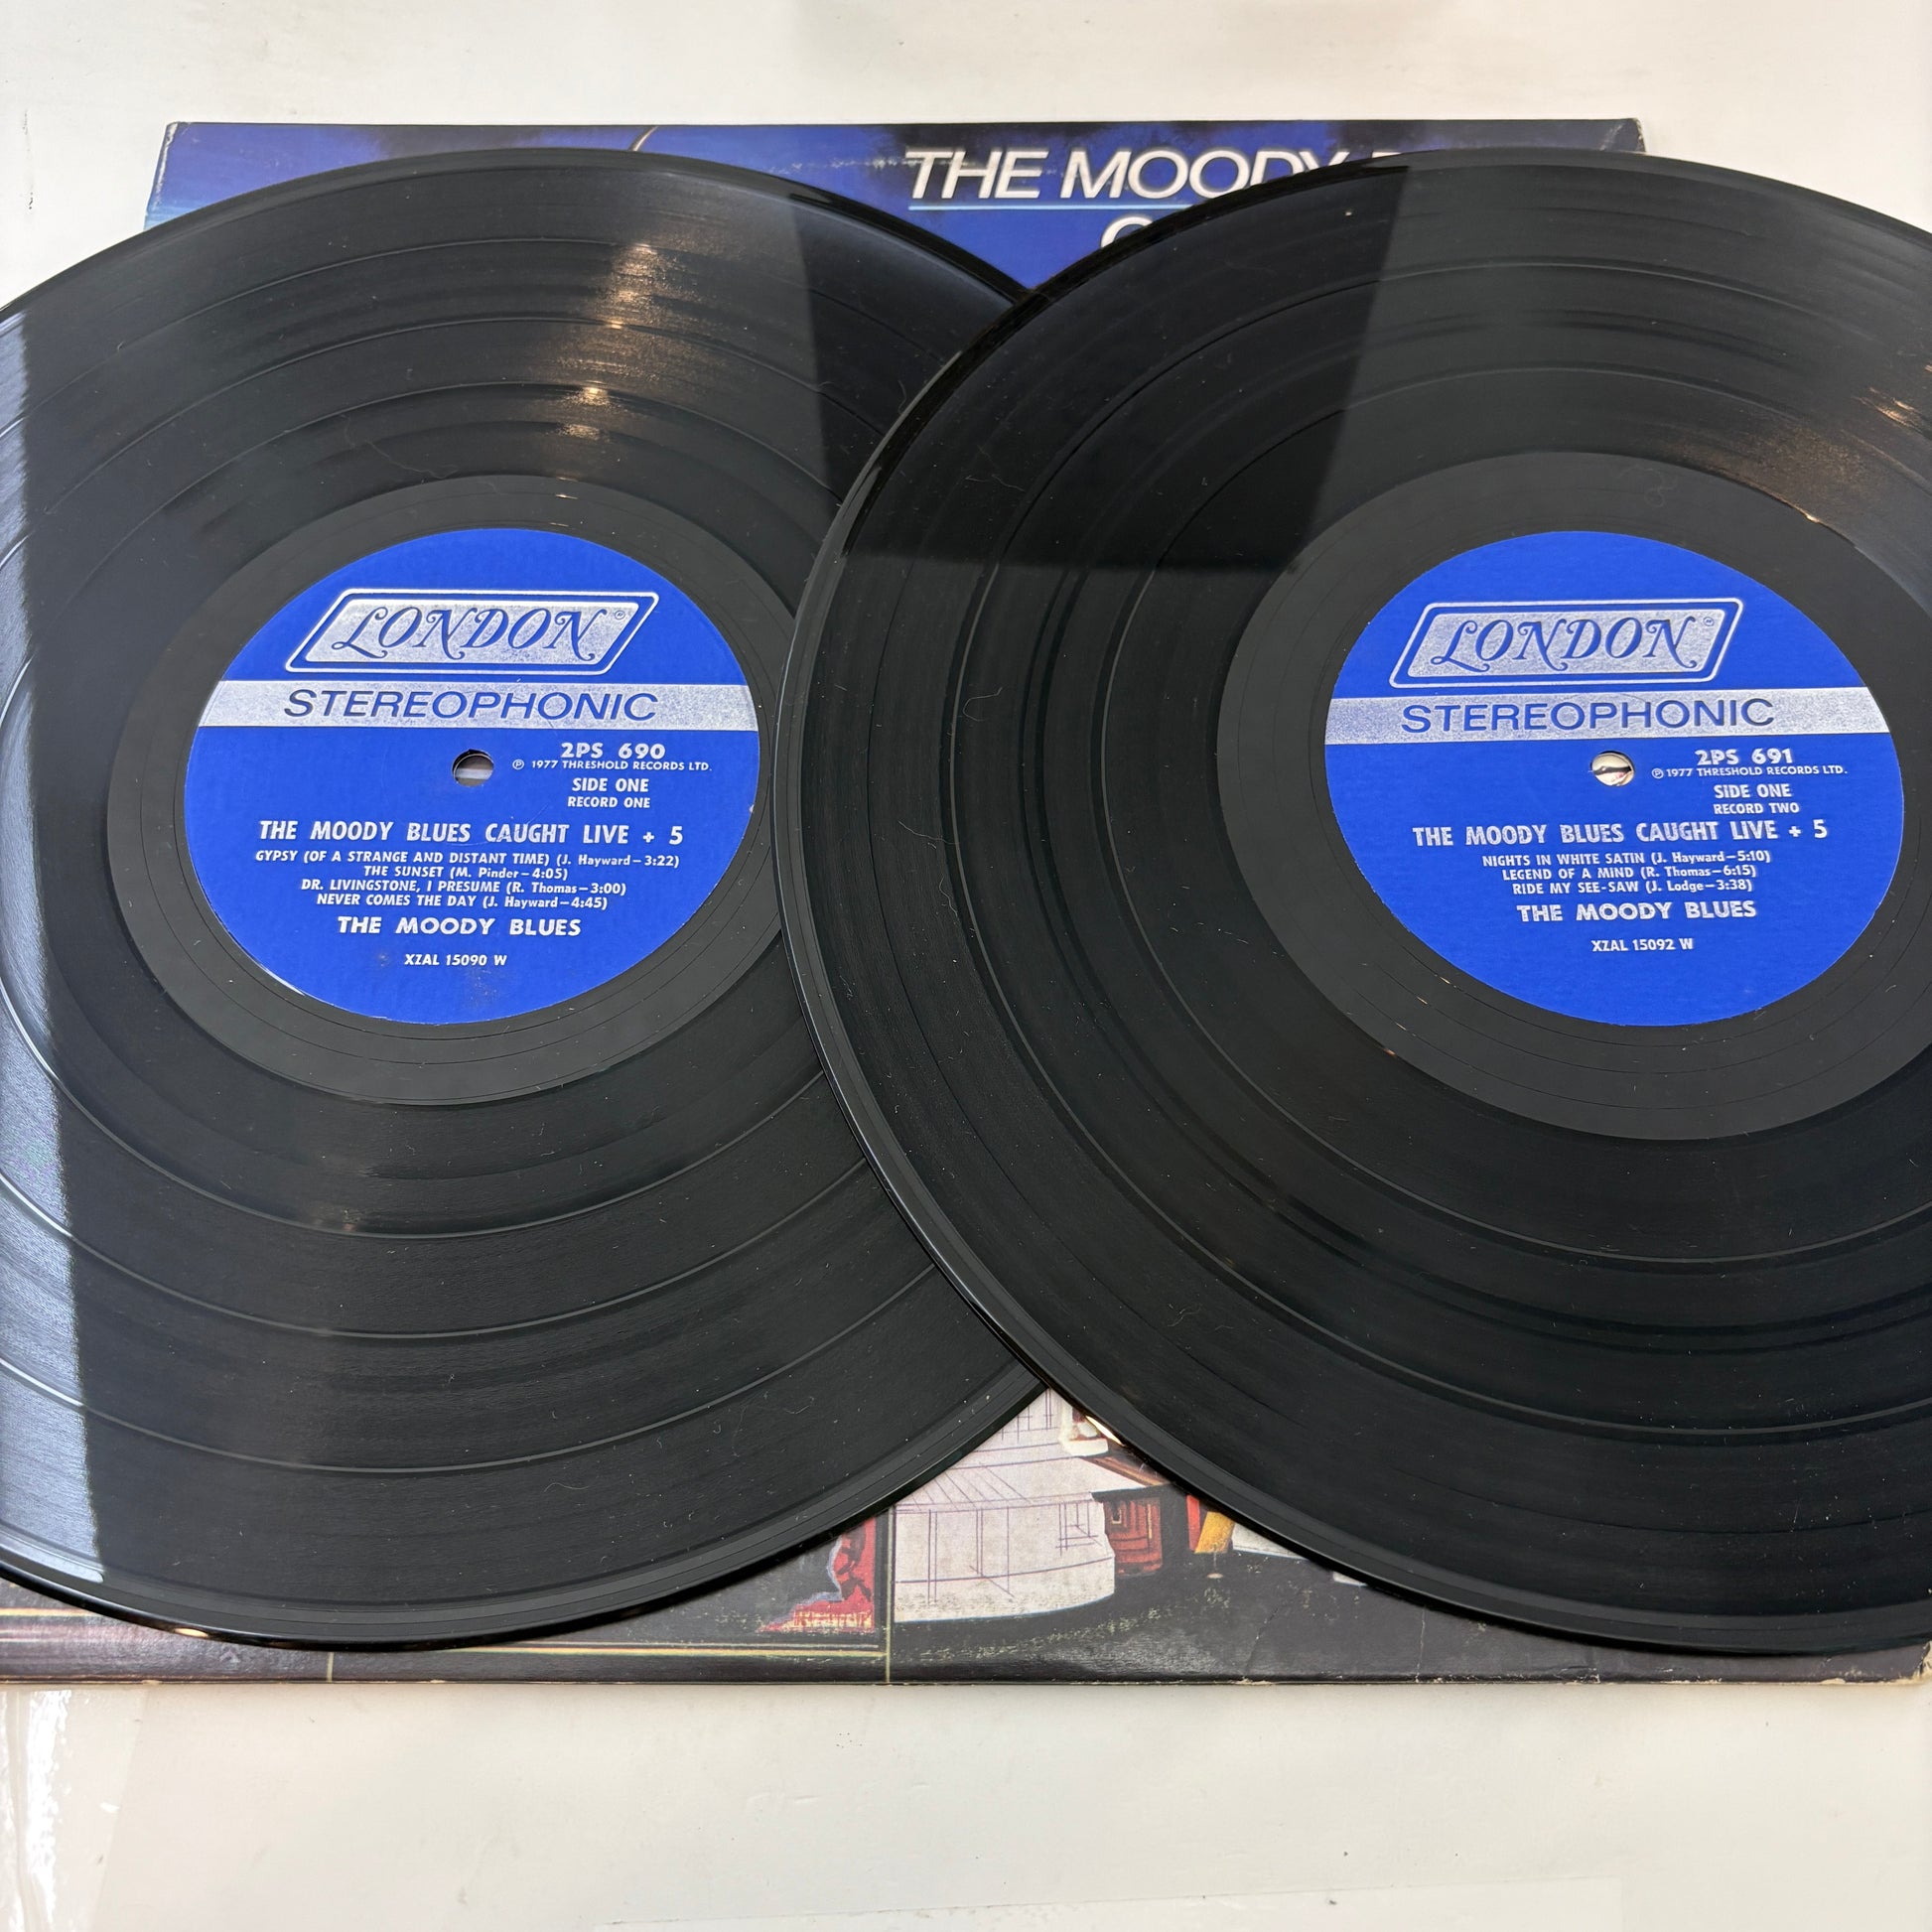 THE MOODY
LONDON
STEREOPHONIC
2PS 690
℗ 1977 THRESHOLD RECORDS LTD.
SIDE ONE
RECORD ONE
THE MOODY BLUES CAUGHT LIVE + 5
GYPSY (OF A STRANGE AND DISTANT TIME) (J. Hayward—3:22)
THE SUNSET (M. Pinder—4:05)
DR. LIVINGSTONE, I PRESUME (R. Thomas—3:00)
NEVER COMES THE DAY (J. Hayward—4:45)
THE MOODY BLUES
XZAL 15090 W
LONDON
STEREOPHONIC
2PS 691
℗ 1977 THRESHOLD RECORDS LTD.
SIDE ONE
RECORD TWO
THE MOODY BLUES CAUGHT LIVE + 5
NIGHTS IN WHITE SATIN (J. Hayward—5:10)
LEGEND OF A MIND (R. Thomas—6:15)
RIDE MY SEE-SAW (J. Lodge—3:38)
THE MOODY BLUES
XZAL 15092 W